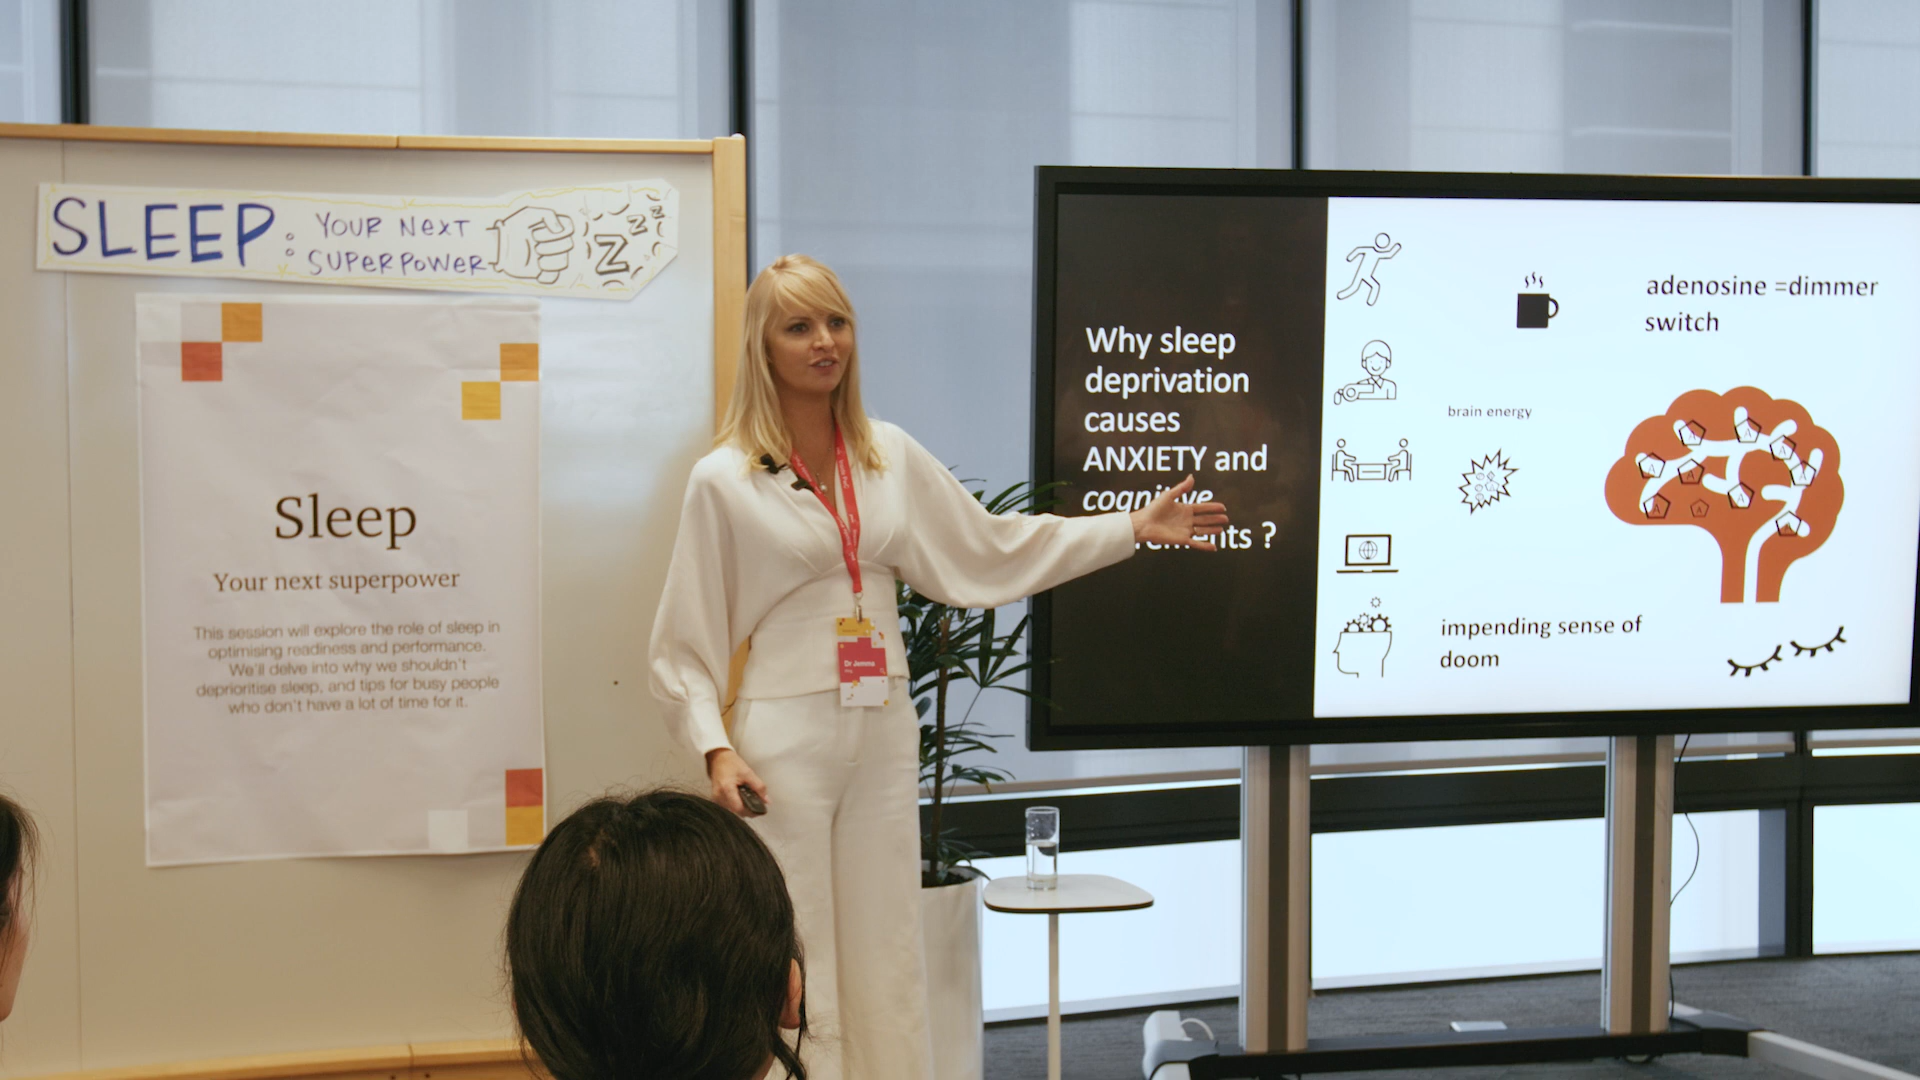 SLEEP: YOUR NEXT
SUPERPOWER
Z Z Z
Sleep
Your next superpower
This session will explore the role of sleep in
optimising readiness and performance.
We'll delve into why we shouldn't
deprioritise sleep, and tips for busy people
who don't have a lot of time for it.
Dr Jemma
Why sleep
deprivation
causes
ANXIETY and
cognitive
?
adenosine =dimmer
switch
brain energy
A A A A A A A A A A
impending sense of
doom